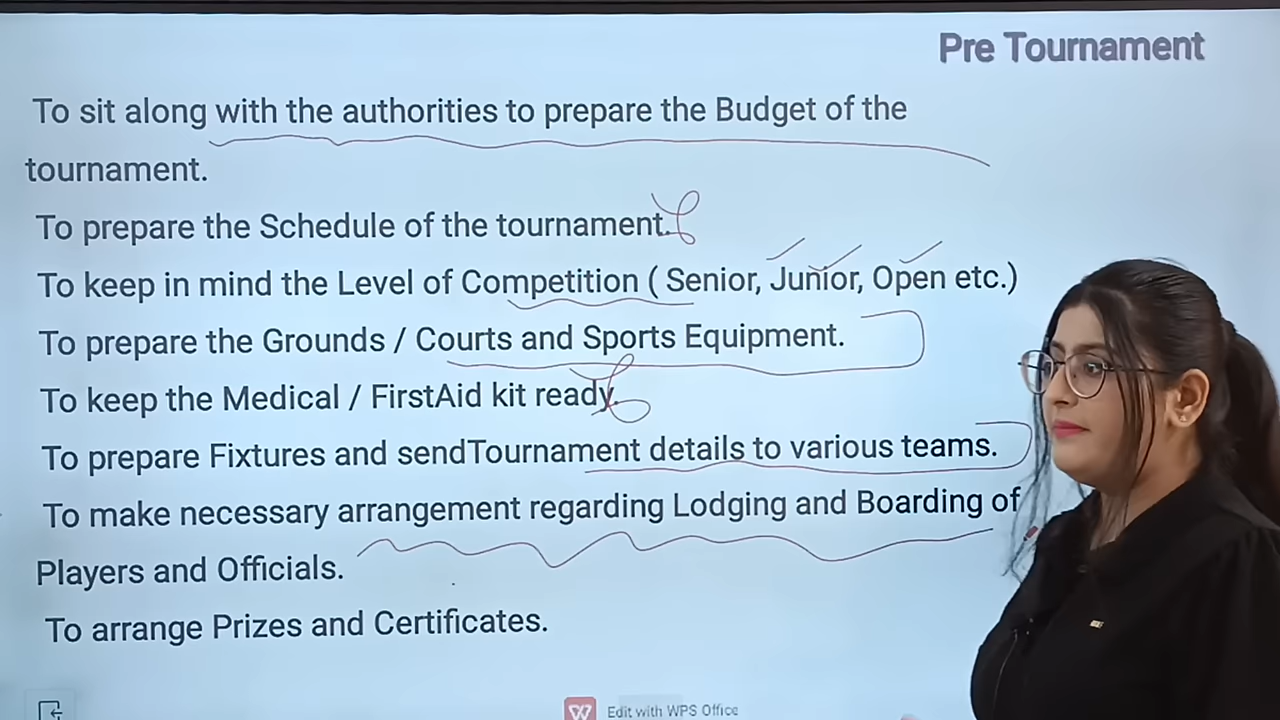 Pre Tournament
To sit along with the authorities to prepare the Budget of the
tournament.
To prepare the Schedule of the tournament.
To keep in mind the Level of Competition ( Senior, Junior, Open etc.)
To prepare the Grounds / Courts and Sports Equipment.
To keep the Medical / FirstAid kit ready.
To prepare Fixtures and sendTournament details to various teams.
To make necessary arrangement regarding Lodging and Boarding of
Players and Officials.
To arrange Prizes and Certificates.
Edit with WPS Office